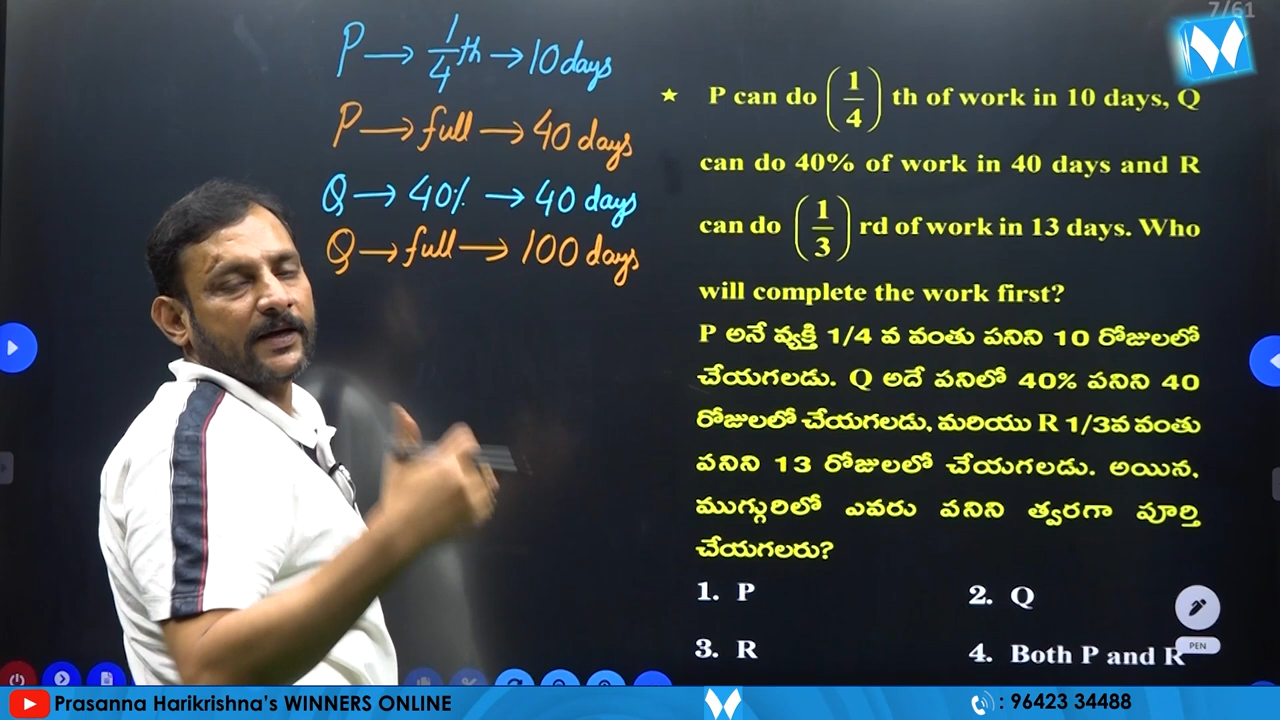 7/61
P → 1/4 th → 10 days
P → full → 40 days
Q → 40% → 40 days
Q → full → 100 days
★ P can do (1/4) th of work in 10 days, Q
can do 40% of work in 40 days and R
can do (1/3) rd of work in 13 days. Who
will complete the work first?
P అనే వ్యక్తి 1/4 వ వంతు పనిని 10 రోజులలో
చేయగలడు. Q అదే పనిలో 40% పనిని 40
రోజులలో చేయగలడు, మరియు R 1/3వ వంతు
పనిని 13 రోజులలో చేయగలడు. అయిన,
ముగ్గురిలో ఎవరు పనిని త్వరగా పూర్తి
చేయగలరు?
1. P 2. Q
3. R 4. Both P and R
PEN
Prasanna Harikrishna's WINNERS ONLINE
: 96423 34488